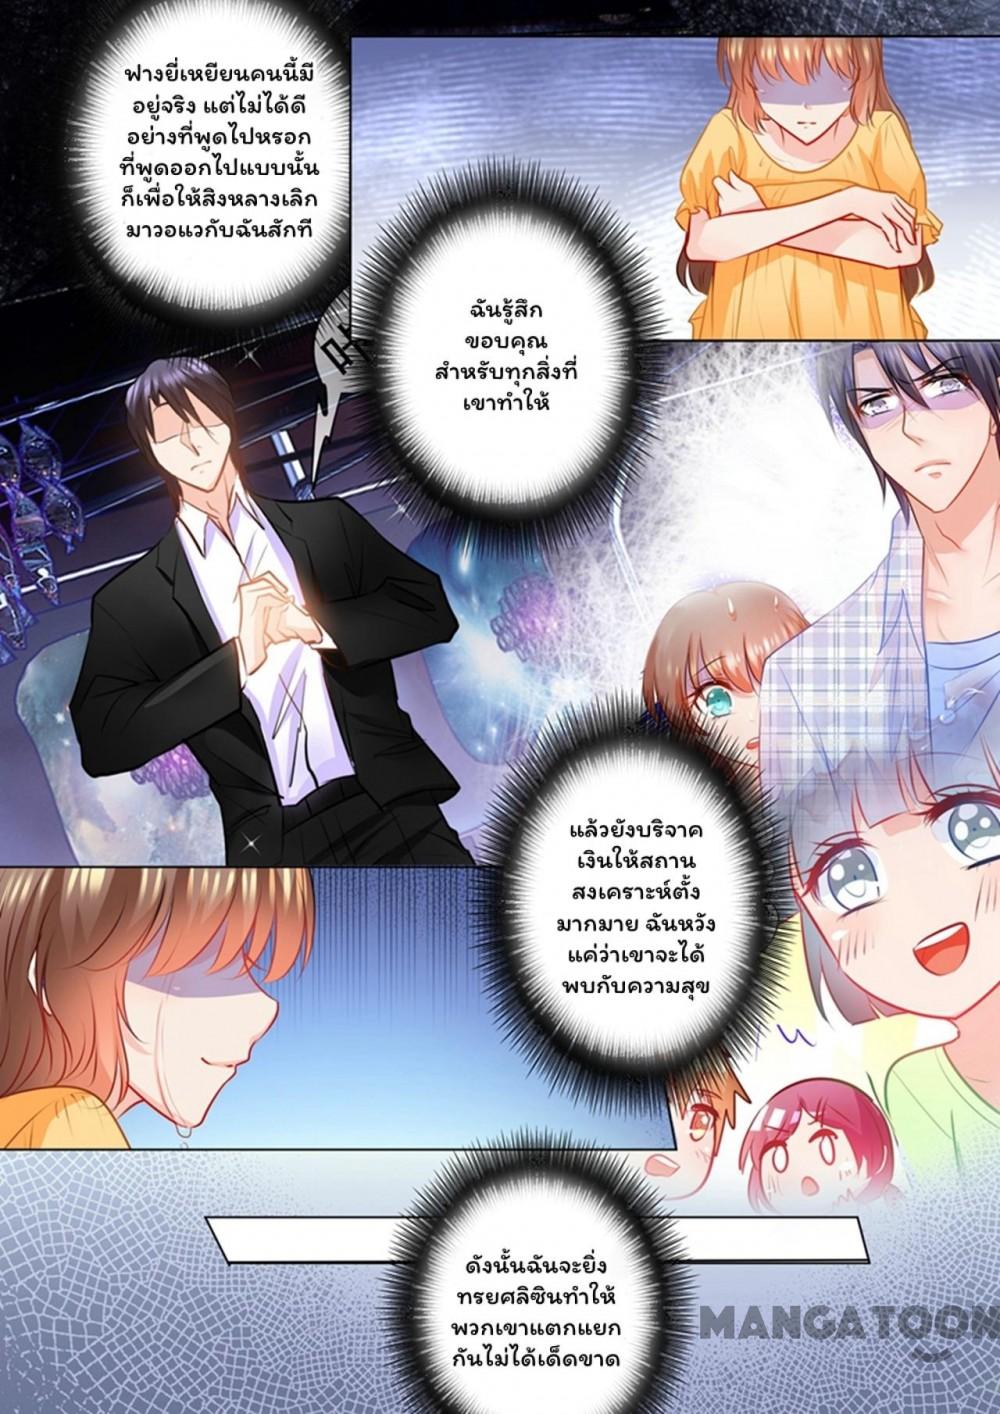 ฟางยี่เหยียนคนนี้มี
อยู่จริง แต่ไม่ได้ดี
อย่างที่พูดไปหรอก
ที่พูดออกไปแบบนั้น
ก็เพื่อให้สิงหลางเลิก
มาวอแวกับฉันสักที
ฉันรู้สึก
ขอบคุณ
สำหรับทุกสิ่งที่
เขาทำให้
แล้วยังบริจาค
เงินให้สถาน
สงเคราะห์ตั้ง
มากมาย ฉันหวัง
แค่ว่าเขาจะได้
พบกับความสุข
ดังนั้นฉันจะยิ่ง
ทรยศลิซินทำให้
พวกเขาแตกแยก
กันไม่ได้เด็ดขาด
MANGATOON